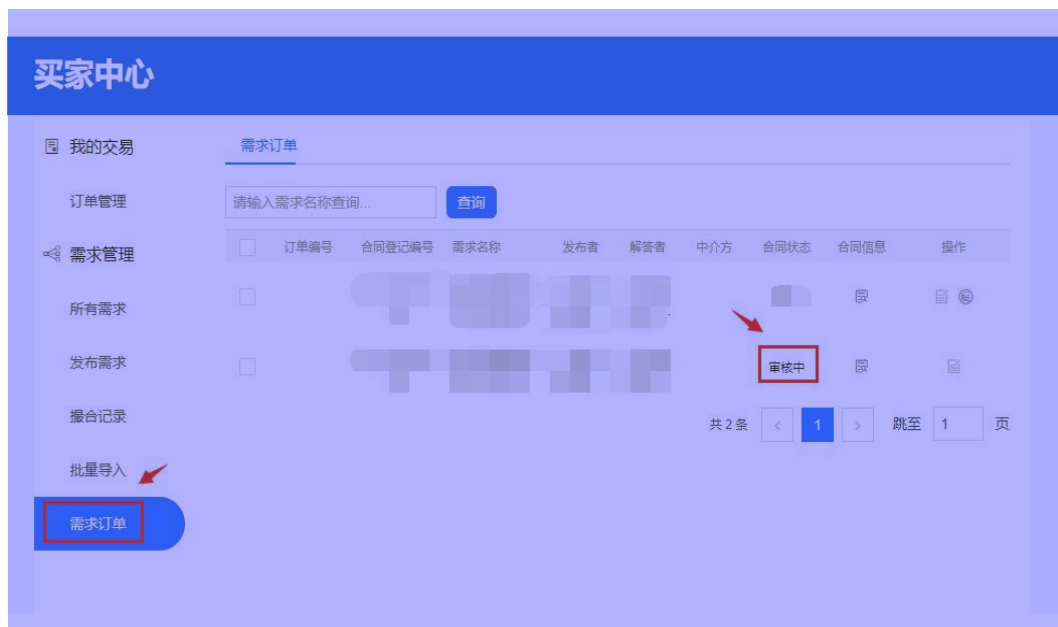 买家中心
我的交易
订单管理
需求管理
所有需求
发布需求
撮合记录
批量导入
需求订单
需求订单
请输入需求名称查询... 查询
订单编号 合同登记编号 需求名称 发布者 解答者 中介方 合同状态 合同信息 操作
审核中
共 2 条 < 1 > 跳至 1 页